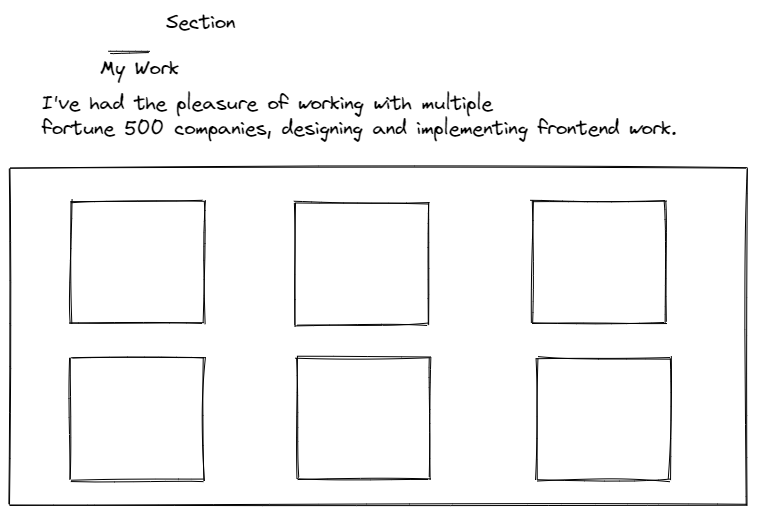 Section
My Work
I've had the pleasure of working with multiple
fortune 500 companies, designing and implementing frontend work.